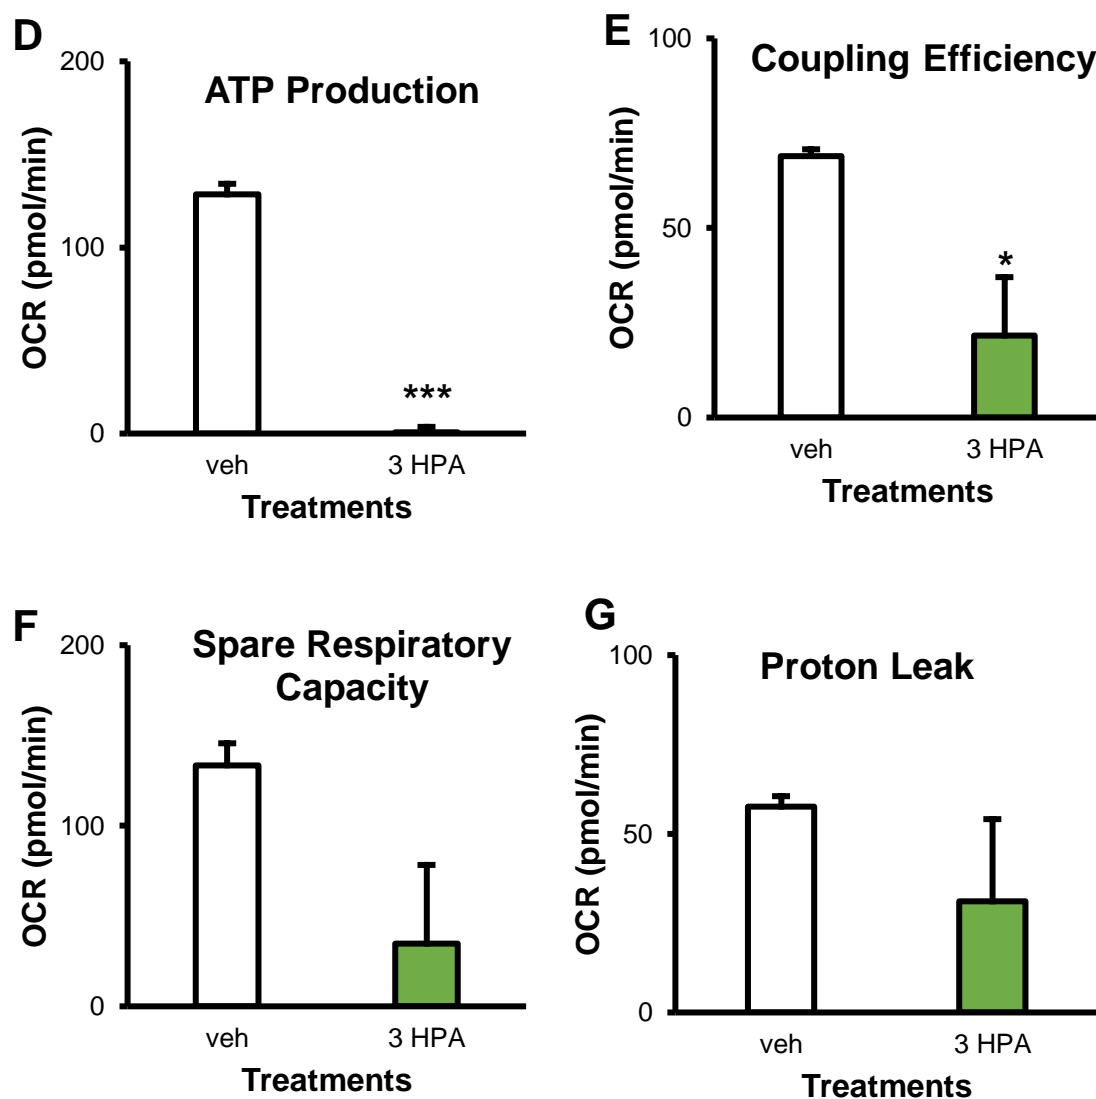 D
200
ATP Production
100
0
OCR (pmol/min)
***
veh
3 HPA
Treatments
E
100
Coupling Efficiency
50
0
OCR (pmol/min)
*
veh
3 HPA
Treatments
F
200
Spare Respiratory
Capacity
100
0
OCR (pmol/min)
veh
3 HPA
Treatments
G
100
Proton Leak
50
0
OCR (pmol/min)
veh
3 HPA
Treatments